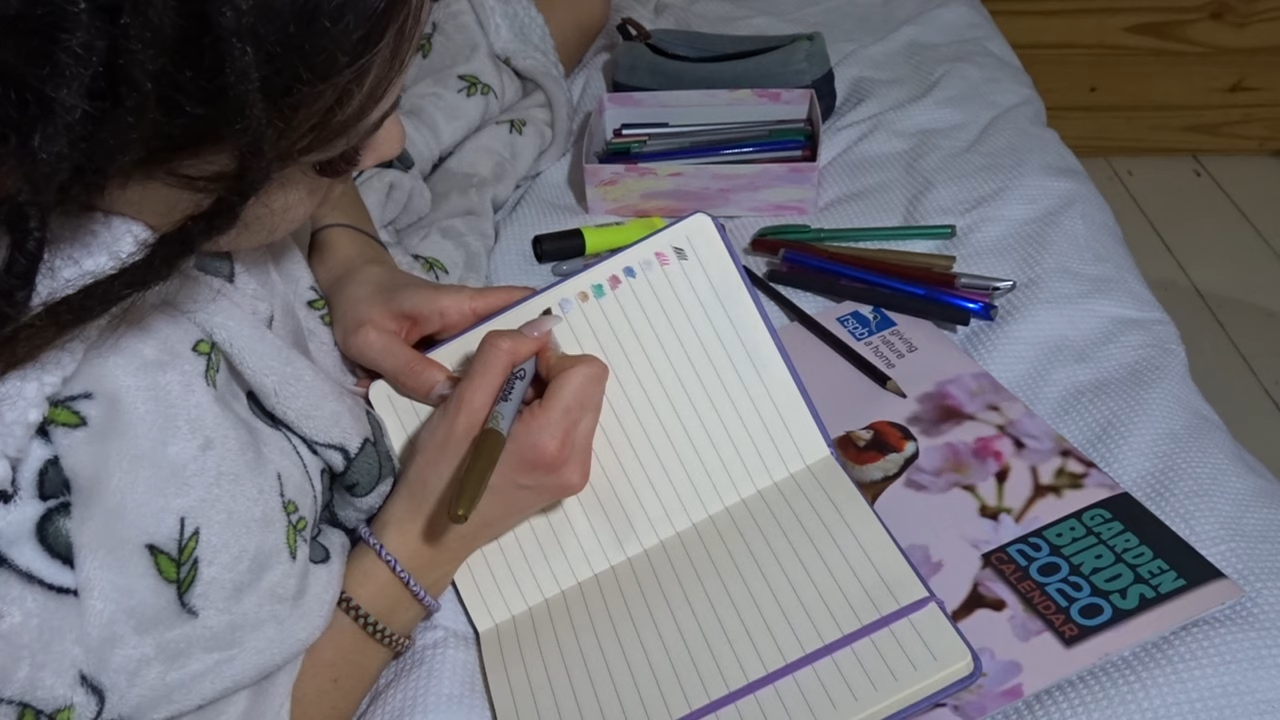 Sharpie
rspb
giving
nature
a home
GARDEN
BIRDS
2020
CALENDAR